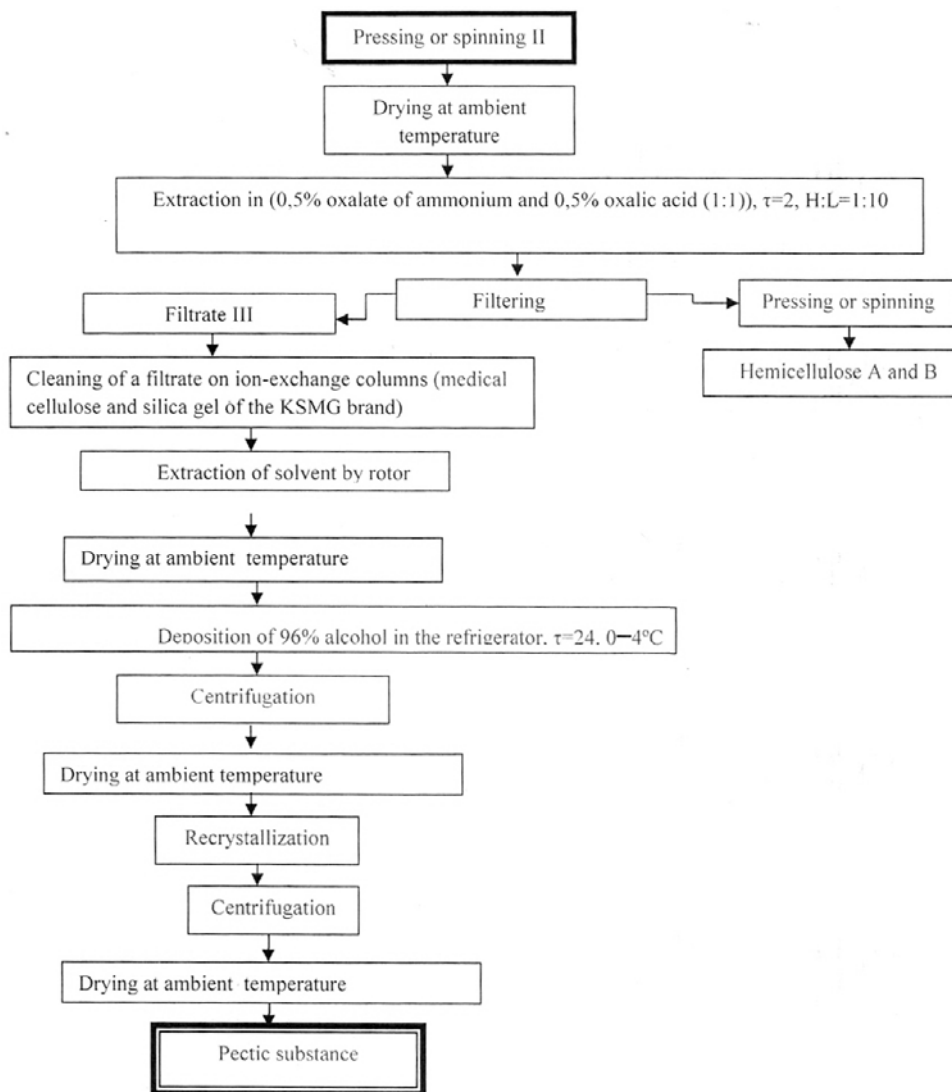 Pressing or spinning II
Drying at ambient
temperature
Extraction in (0,5% oxalate of ammonium and 0,5% oxalic acid (1:1)), τ=2, H:L=1:10
Filtering
Filtrate III
Pressing or spinning
Hemicellulose A and B
Cleaning of a filtrate on ion-exchange columns (medical
cellulose and silica gel of the KSMG brand)
Extraction of solvent by rotor
Drying at ambient temperature
Deposition of 96% alcohol in the refrigerator, τ=24, 0–4ºC
Centrifugation
Drying at ambient temperature
Recrystallization
Centrifugation
Drying at ambient temperature
Pectic substance